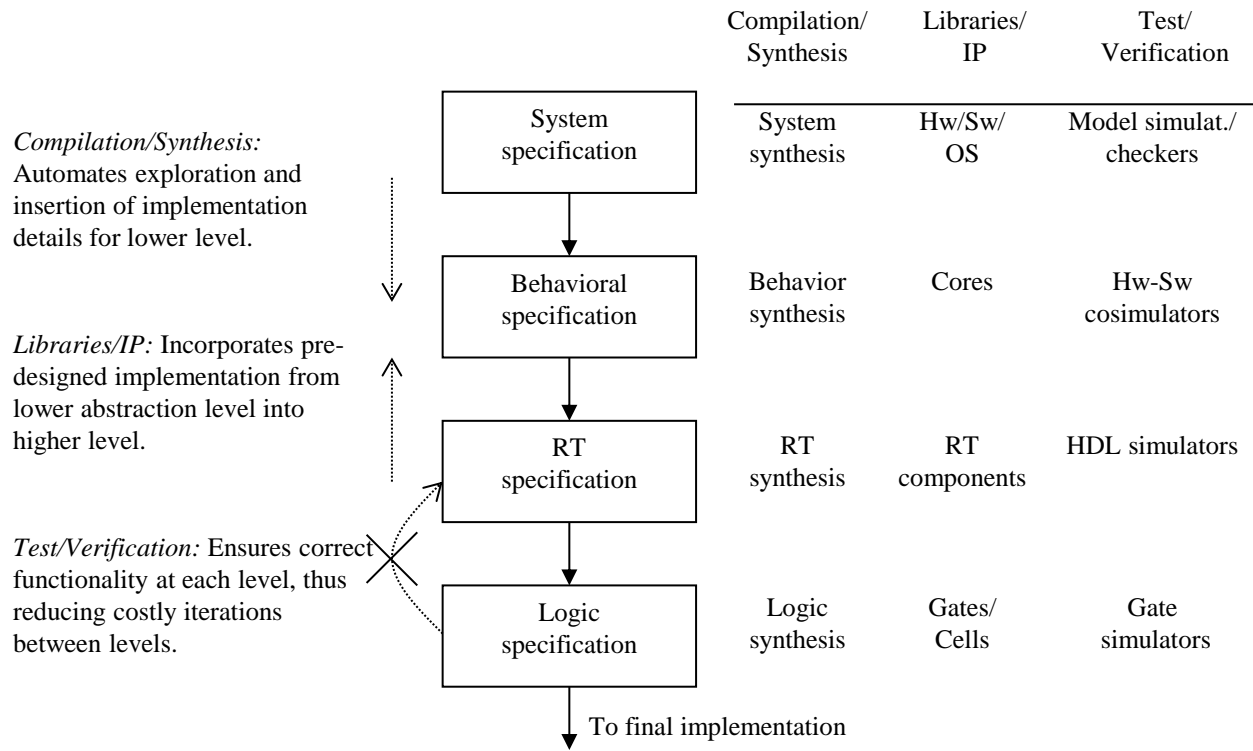 Compilation/
Synthesis
Libraries/
IP
Test/
Verification
Compilation/Synthesis:
Automates exploration and
insertion of implementation
details for lower level.
System
specification
System
synthesis
Hw/Sw/
OS
Model simulat./
checkers
Behavioral
specification
Behavior
synthesis
Cores
Hw-Sw
cosimulators
Libraries/IP: Incorporates pre-
designed implementation from
lower abstraction level into
higher level.
RT
specification
RT
synthesis
RT
components
HDL simulators
Test/Verification: Ensures correct
functionality at each level, thus
reducing costly iterations
between levels.
Logic
specification
Logic
synthesis
Gates/
Cells
Gate
simulators
To final implementation